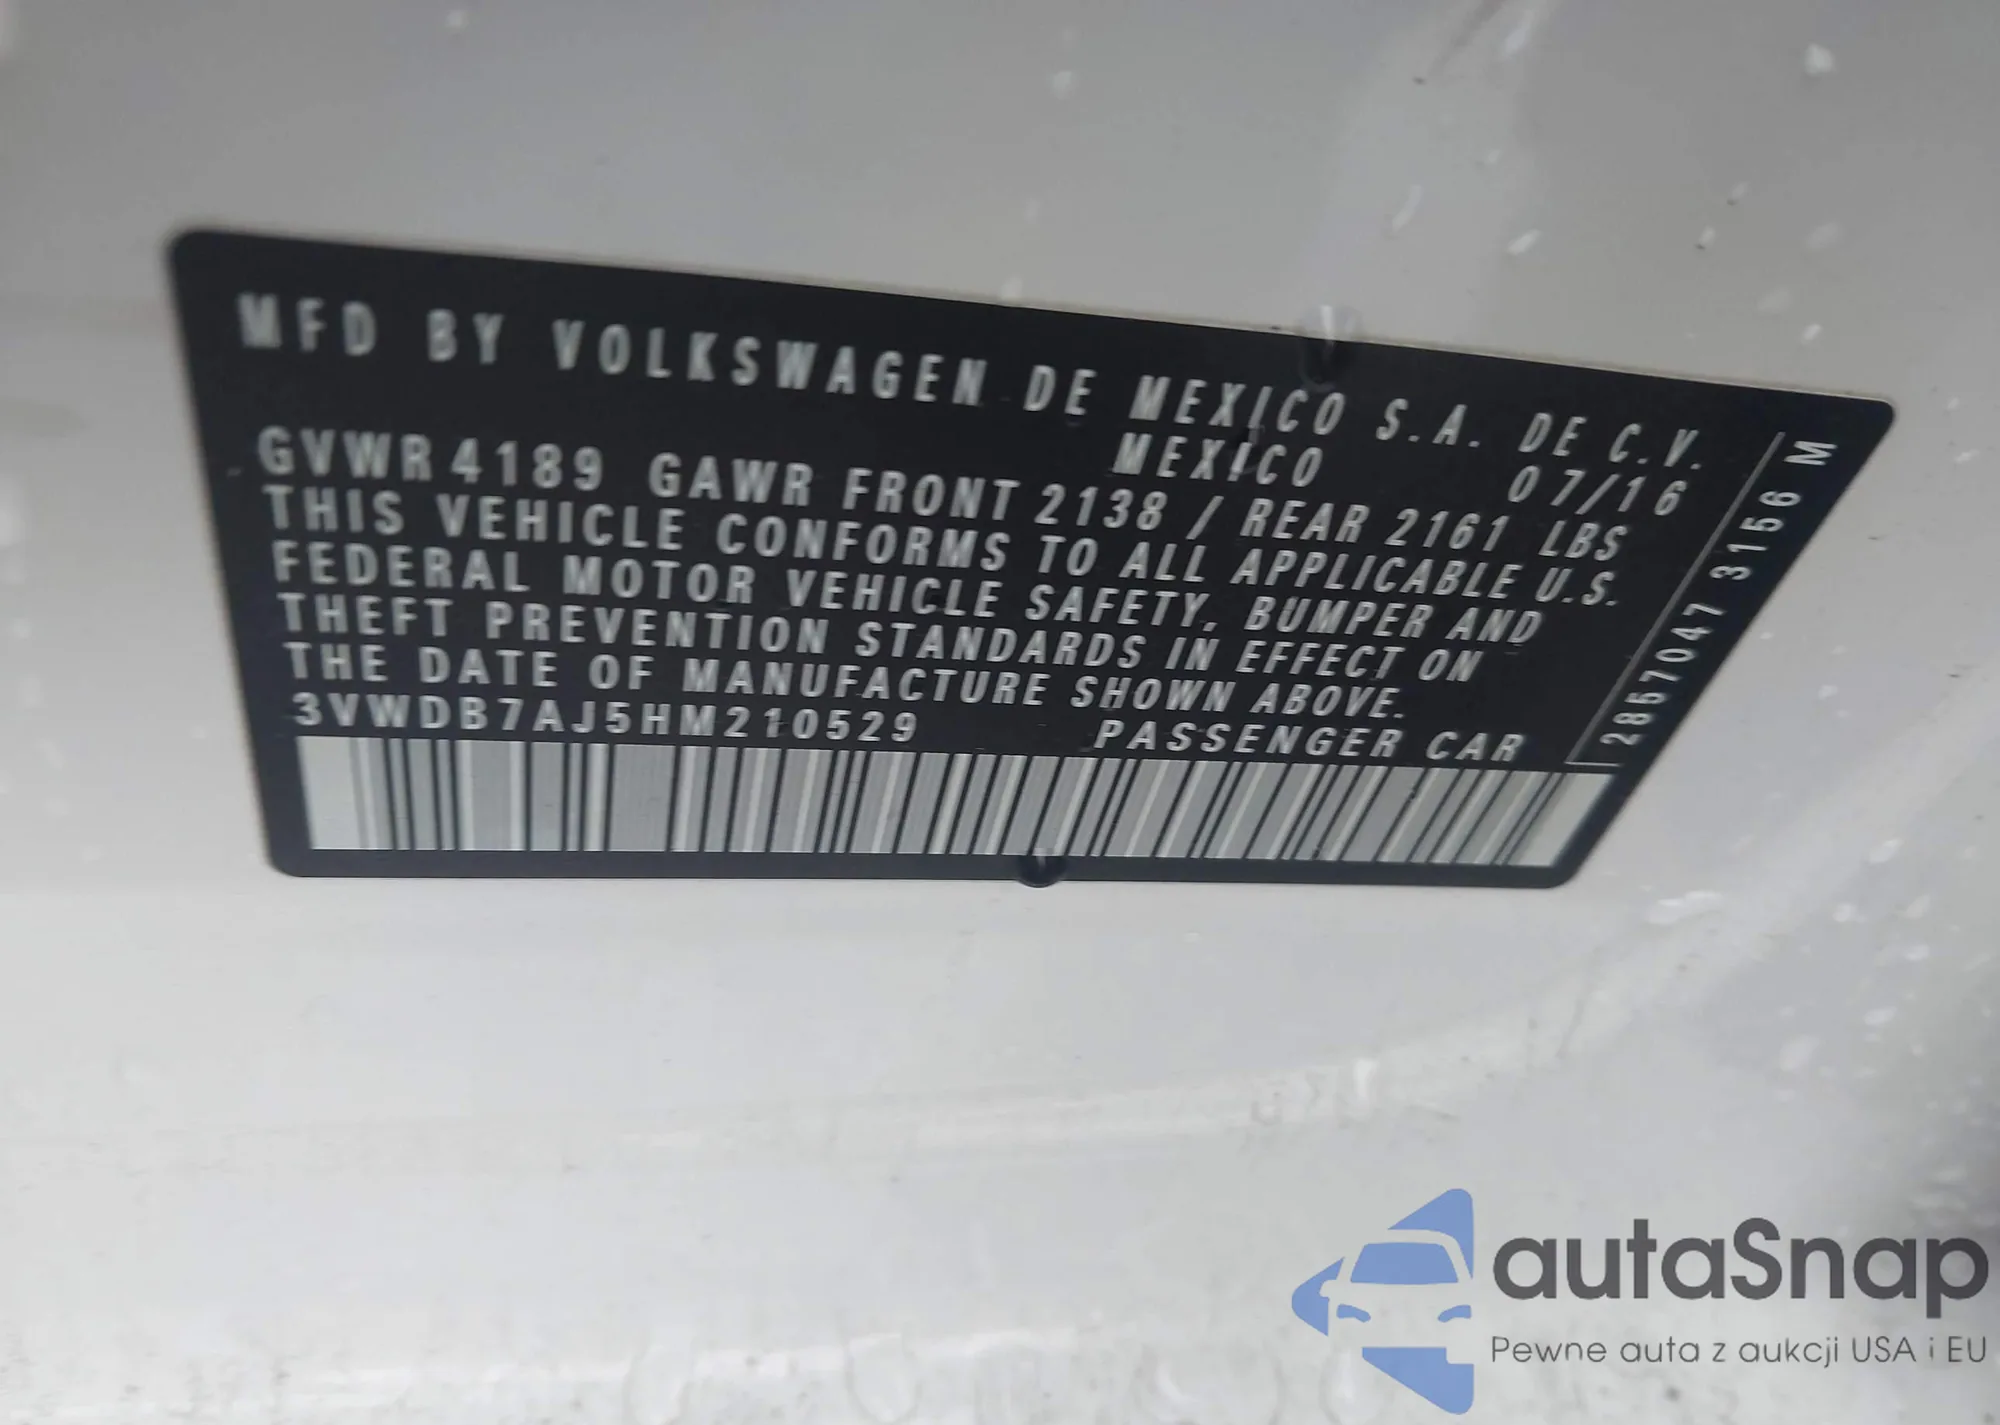 MFD BY VOLKSWAGEN DE MEXICO S.A. DE C.V.
MEXICO 07/16
GVWR 4189 GAWR FRONT 2138 / REAR 2161 LBS
THIS VEHICLE CONFORMS TO ALL APPLICABLE U.S.
FEDERAL MOTOR VEHICLE SAFETY, BUMPER AND
THEFT PREVENTION STANDARDS IN EFFECT ON
THE DATE OF MANUFACTURE SHOWN ABOVE.
3VWDB7AJ5HM210529 PASSENGER CAR
2867047 3156 M
autaSnap
Pewne auta z aukcji USA i EU